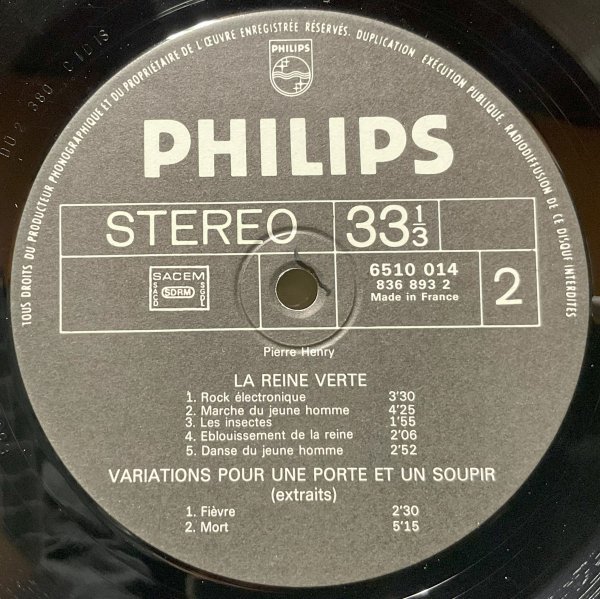 TOUS DROITS DU PRODUCTEUR PHONOGRAPHIQUE ET DU PROPRIÉTAIRE DE L'ŒUVRE ENREGISTRÉE RÉSERVÉS. DUPLICATION, EXÉCUTION PUBLIQUE, RADIODIFFUSION DE CE DISQUE INTERDITES
PHILIPS
PHILIPS
STEREO 33⅓
SACEM
SACD SDRM SGDL
6510 014
836 893 2
Made in France
2
Pierre Henry
LA REINE VERTE
1. Rock électronique 3'30
2. Marche du jeune homme 4'25
3. Les insectes 1'55
4. Eblouissement de la reine 2'06
5. Danse du jeune homme 2'52
VARIATIONS POUR UNE PORTE ET UN SOUPIR
(extraits)
1. Fièvre 2'30
2. Mort 5'15